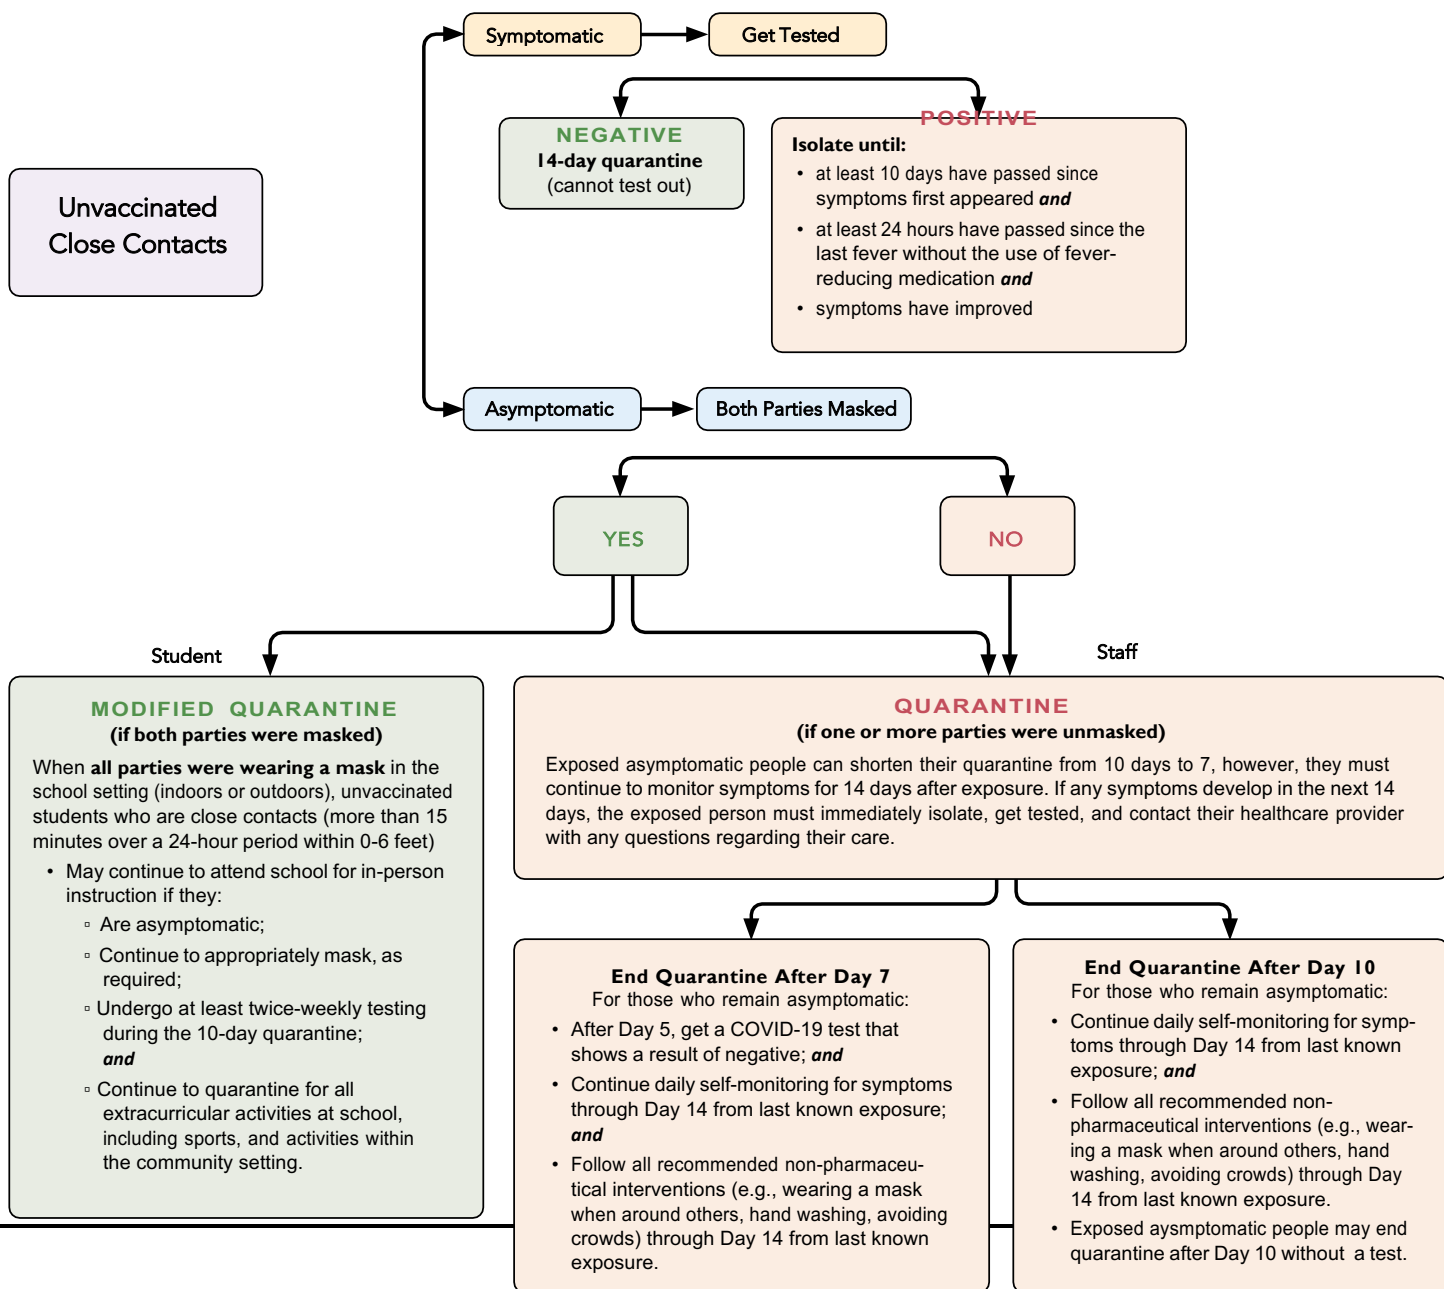 Symptomatic
Get Tested
NEGATIVE
14-day quarantine
(cannot test out)
POSITIVE
Isolate until:
• at least 10 days have passed since
symptoms first appeared and
• at least 24 hours have passed since the
last fever without the use of fever-
reducing medication and
• symptoms have improved
Unvaccinated
Close Contacts
Asymptomatic
Both Parties Masked
YES
NO
Student
Staff
MODIFIED QUARANTINE
(if both parties were masked)
When all parties were wearing a mask in the
school setting (indoors or outdoors), unvaccinated
students who are close contacts (more than 15
minutes over a 24-hour period within 0-6 feet)
• May continue to attend school for in-person
instruction if they:
▫ Are asymptomatic;
▫ Continue to appropriately mask, as
required;
▫ Undergo at least twice-weekly testing
during the 10-day quarantine;
and
▫ Continue to quarantine for all
extracurricular activities at school,
including sports, and activities within
the community setting.
QUARANTINE
(if one or more parties were unmasked)
Exposed asymptomatic people can shorten their quarantine from 10 days to 7, however, they must
continue to monitor symptoms for 14 days after exposure. If any symptoms develop in the next 14
days, the exposed person must immediately isolate, get tested, and contact their healthcare provider
with any questions regarding their care.
End Quarantine After Day 7
For those who remain asymptomatic:
• After Day 5, get a COVID-19 test that
shows a result of negative; and
• Continue daily self-monitoring for symptoms
through Day 14 from last known exposure;
and
• Follow all recommended non-pharmaceu-
tical interventions (e.g., wearing a mask
when around others, hand washing, avoiding
crowds) through Day 14 from last known
exposure.
End Quarantine After Day 10
For those who remain asymptomatic:
• Continue daily self-monitoring for symp-
toms through Day 14 from last known
exposure; and
• Follow all recommended non-
pharmaceutical interventions (e.g., wear-
ing a mask when around others, hand
washing, avoiding crowds) through Day
14 from last known exposure.
• Exposed aysmptomatic people may end
quarantine after Day 10 without a test.